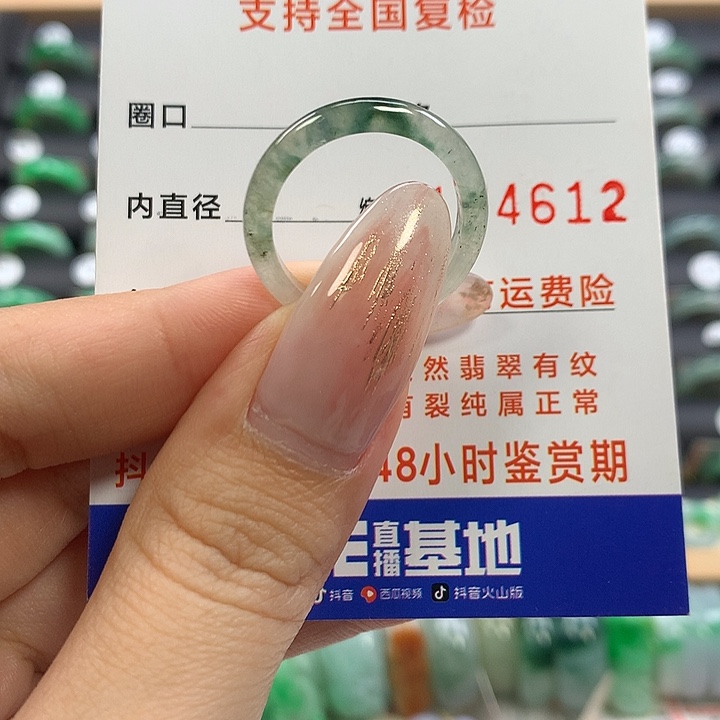 支持全国复检
圈口
内直径
4612
运费险
然翡翠有纹
裂纯属正常
抖
48小时鉴赏期
直播基地
抖音 西瓜视频 抖音火山版